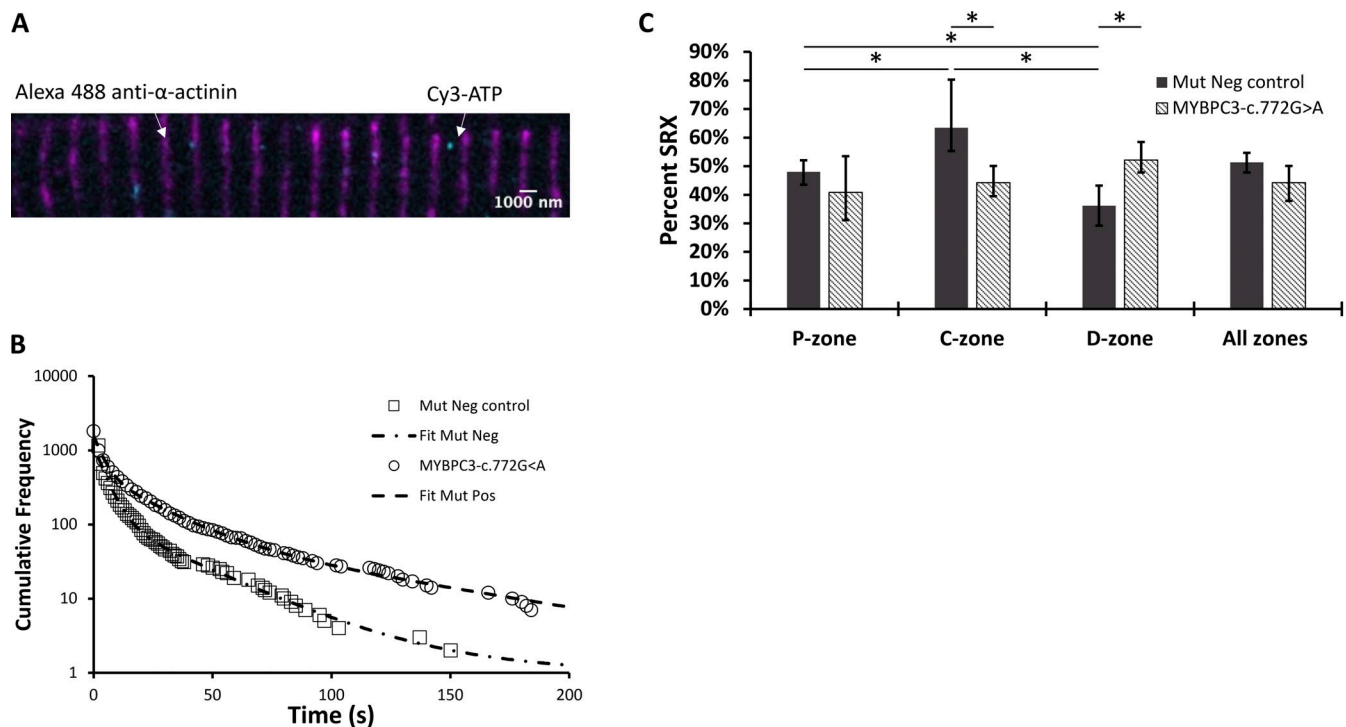 A
Alexa 488 anti-α-actinin
Cy3-ATP
1000 nm
B
10000
1000
100
10
1
Cumulative Frequency
Mut Neg control
Fit Mut Neg
MYBPC3-c.772G<A
Fit Mut Pos
0
50
100
150
200
Time (s)
C
*
*
*
*
*
90%
80%
70%
60%
50%
40%
30%
20%
10%
0%
Percent SRX
Mut Neg control
MYBPC3-c.772G>A
P-zone
C-zone
D-zone
All zones